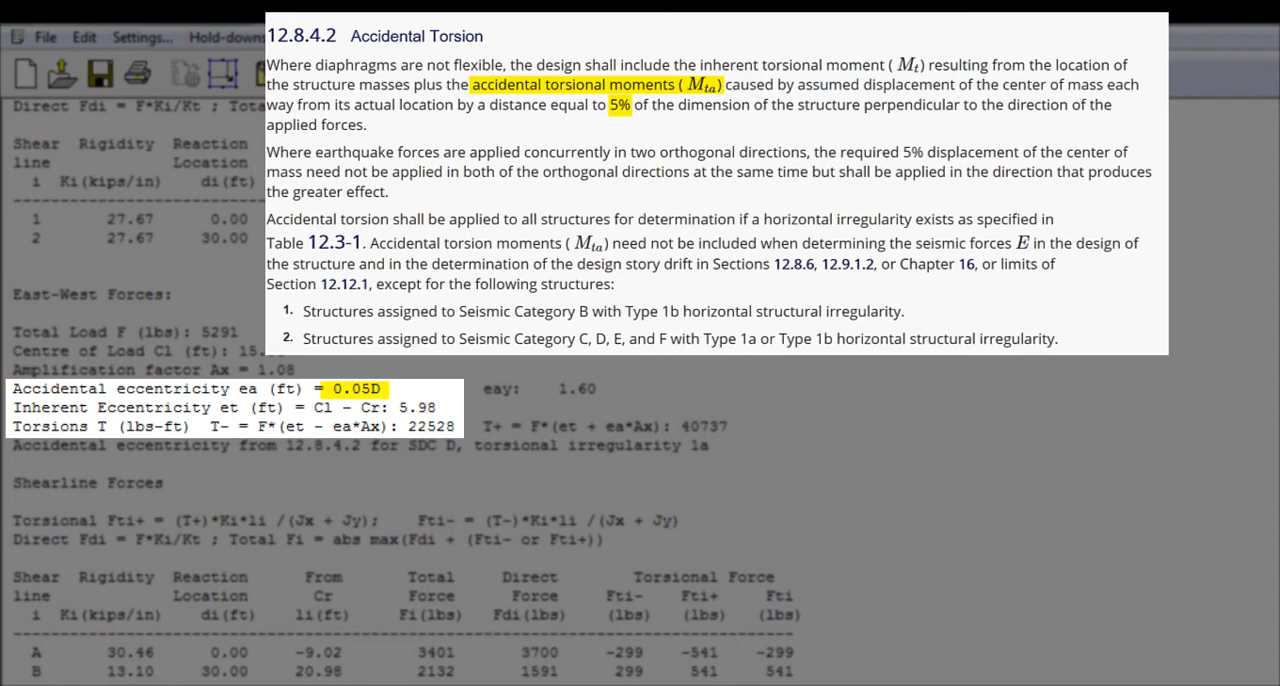 File Edit Settings... Hold-downs
12.8.4.2 Accidental Torsion
Where diaphragms are not flexible, the design shall include the inherent torsional moment ( Mt) resulting from the location of
the structure masses plus the accidental torsional moments ( Mta) caused by assumed displacement of the center of mass each
way from its actual location by a distance equal to 5% of the dimension of the structure perpendicular to the direction of the
applied forces.
Where earthquake forces are applied concurrently in two orthogonal directions, the required 5% displacement of the center of
mass need not be applied in both of the orthogonal directions at the same time but shall be applied in the direction that produces
the greater effect.
Accidental torsion shall be applied to all structures for determination if a horizontal irregularity exists as specified in
Table 12.3-1. Accidental torsion moments ( Mta) need not be included when determining the seismic forces E in the design of
the structure and in the determination of the design story drift in Sections 12.8.6, 12.9.1.2, or Chapter 16, or limits of
Section 12.12.1, except for the following structures:
1. Structures assigned to Seismic Category B with Type 1b horizontal structural irregularity.
2. Structures assigned to Seismic Category C, D, E, and F with Type 1a or Type 1b horizontal structural irregularity.
Direct Fdi = F*Ki/Kt ; Tota
Shear Rigidity Reaction
line Location
i Ki(kips/in) di(ft)
1 27.67 0.00
2 27.67 30.00
East-West Forces:
Total Load F (lbs): 5291
Centre of Load Cl (ft): 15.
Amplification factor Ax = 1.08
Accidental eccentricity ea (ft) = 0.05D eay: 1.60
Inherent Eccentricity et (ft) = Cl - Cr: 5.98
Torsions T (lbs-ft) T- = F*(et - ea*Ax): 22528 T+ = F*(et + ea*Ax): 40737
Accidental eccentricity from 12.8.4.2 for SDC D, torsional irregularity 1a
Shearline Forces
Torsional Fti+ = (T+)*Ki*li /(Jx + Jy); Fti- = (T-)*Ki*li /(Jx + Jy)
Direct Fdi = F*Ki/Kt ; Total Fi = abs max(Fdi + (Fti- or Fti+))
Shear Rigidity Reaction From Total Direct Torsional Force
line Location Cr Force Force Fti- Fti+ Fti
i Ki(kips/in) di(ft) li(ft) Fi(lbs) Fdi(lbs) (lbs) (lbs) (lbs)
A 30.46 0.00 -9.02 3401 3700 -299 -541 -299
B 13.10 30.00 20.98 2132 1591 299 541 541